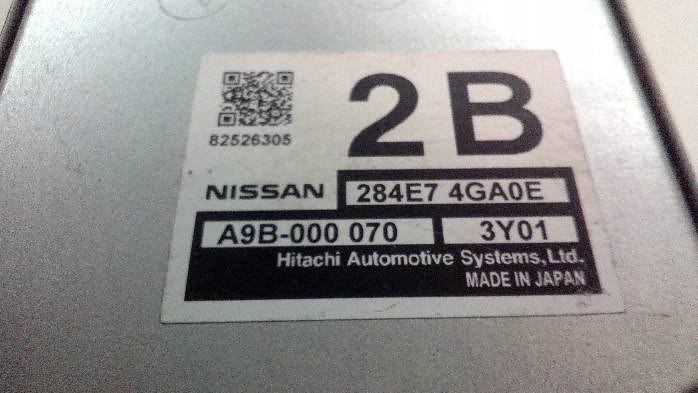 2B
82526305
NISSAN 284E7 4GA0E
A9B-000 070 3Y01
Hitachi Automotive Systems,Ltd.
MADE IN JAPAN